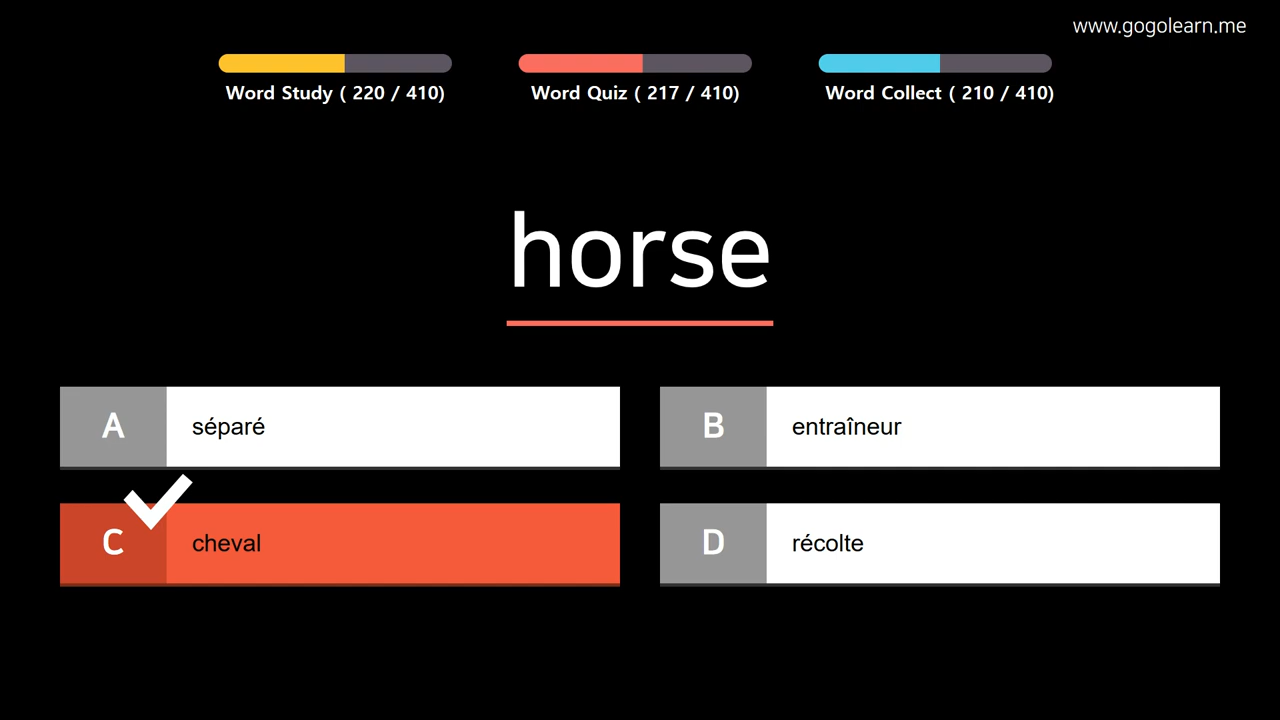 www.gogolearn.me
Word Study ( 220 / 410)
Word Quiz ( 217 / 410)
Word Collect ( 210 / 410)
horse
A séparé
B entraîneur
C cheval
D récolte